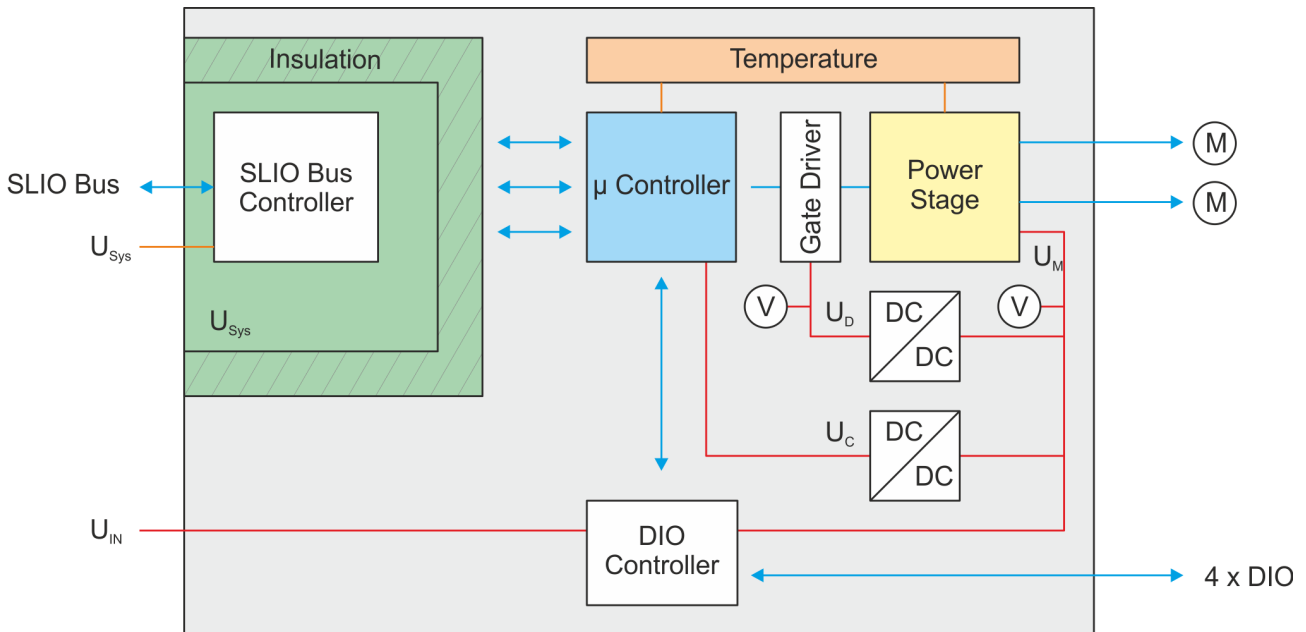 Insulation
Temperature
SLIO Bus
SLIO Bus
Controller
µ Controller
Gate Driver
Power
Stage
M
M
USys
USys
UM
V
UD
DC
DC
V
UC
DC
DC
UIN
DIO
Controller
4 x DIO